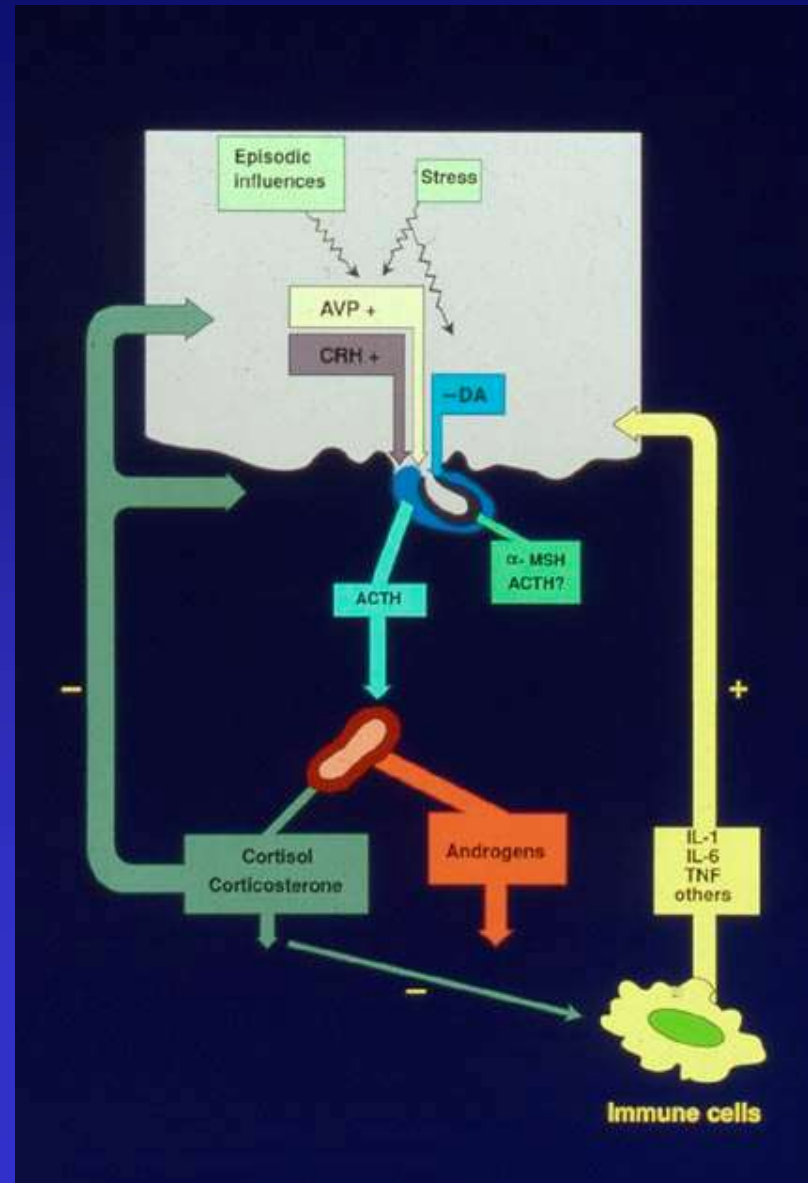 Episodic
influences
Stress
AVP +
CRH +
−DA
α- MSH
ACTH?
ACTH
−
+
Cortisol
Corticosterone
Androgens
IL-1
IL-6
TNF
others
−
Immune cells